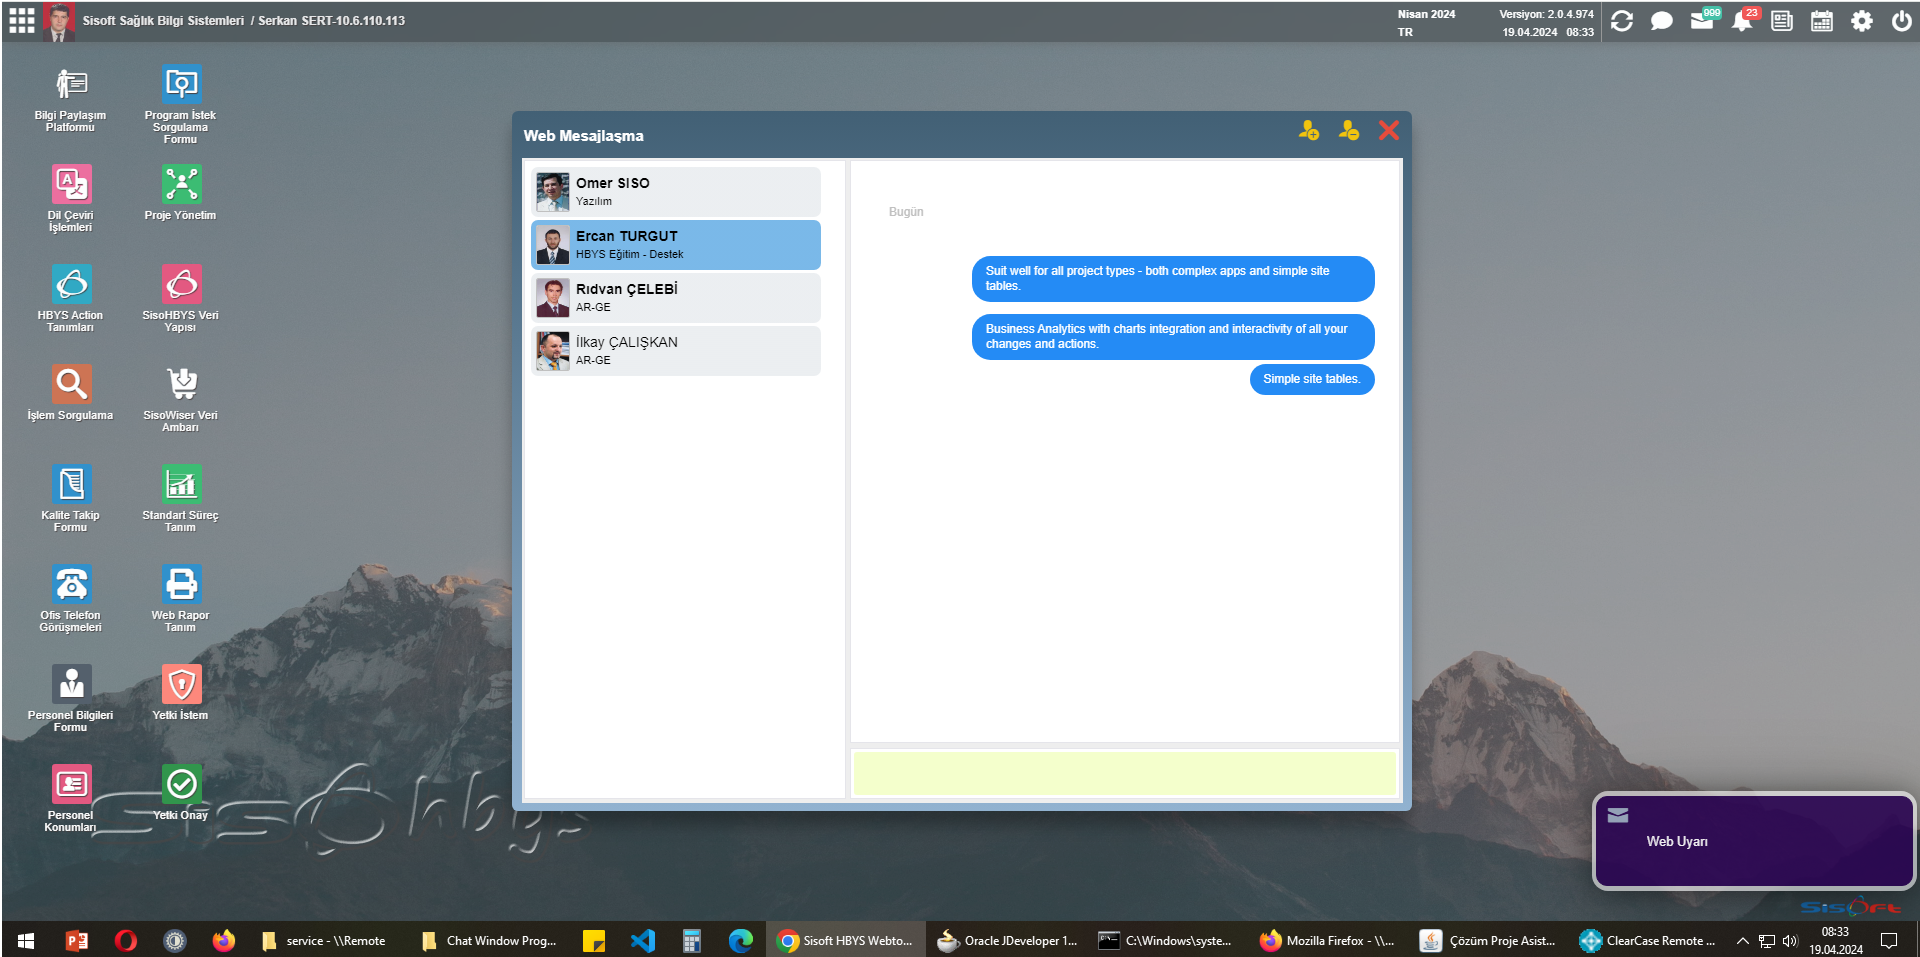 Sisoft Sağlık Bilgi Sistemleri / Serkan SERT-10.6.110.113
Nisan 2024
TR
Versiyon: 2.0.4.974
19.04.2024 08:33
999
23
Bilgi Paylaşım
Platformu
Program İstek
Sorgulama
Formu
Dil Çeviri
İşlemleri
Proje Yönetim
HBYS Action
Tanımları
SisoHBYS Veri
Yapısı
İşlem Sorgulama
SisoWiser Veri
Ambarı
Kalite Takip
Formu
Standart Süreç
Tanım
Ofis Telefon
Görüşmeleri
Web Rapor
Tanım
Personel Bilgileri
Formu
Yetki İstem
Personel
Konumları
Yetki Onay
Web Mesajlaşma
Omer SISO
Yazılım
Ercan TURGUT
HBYS Eğitim - Destek
Rıdvan ÇELEBİ
AR-GE
İlkay ÇALIŞKAN
AR-GE
Bugün
Suit well for all project types - both complex apps and simple site
tables.
Business Analytics with charts integration and interactivity of all your
changes and actions.
Simple site tables.
sisohbys
Web Uyarı
sisoft
service - \\Remote
Chat Window Prog...
Sisoft HBYS Webto...
Oracle JDeveloper 1...
C:\Windows\syste...
Mozilla Firefox - \\...
Çözüm Proje Asist...
ClearCase Remote ...
08:33
19.04.2024